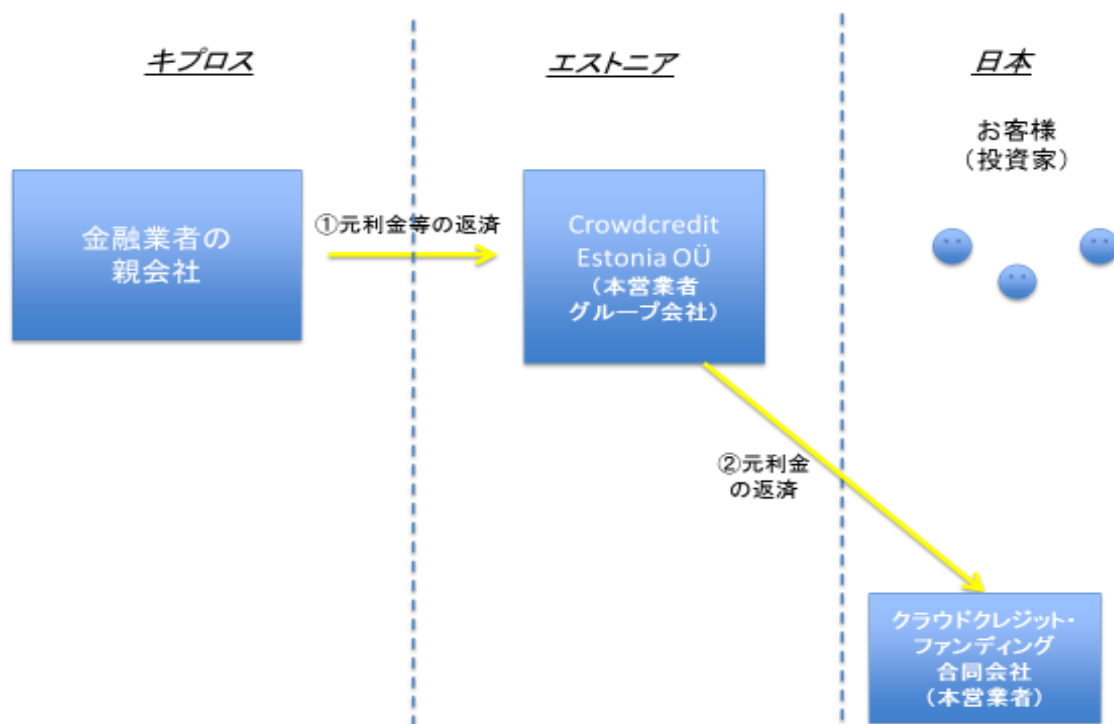 キプロス
エストニア
日本
お客様
（投資家）
金融業者の
親会社
①元利金等の返済
Crowdcredit
Estonia OÜ
（本営業者
グループ会社）
②元利金
の返済
クラウドクレジット・
ファンディング
合同会社
（本営業者）